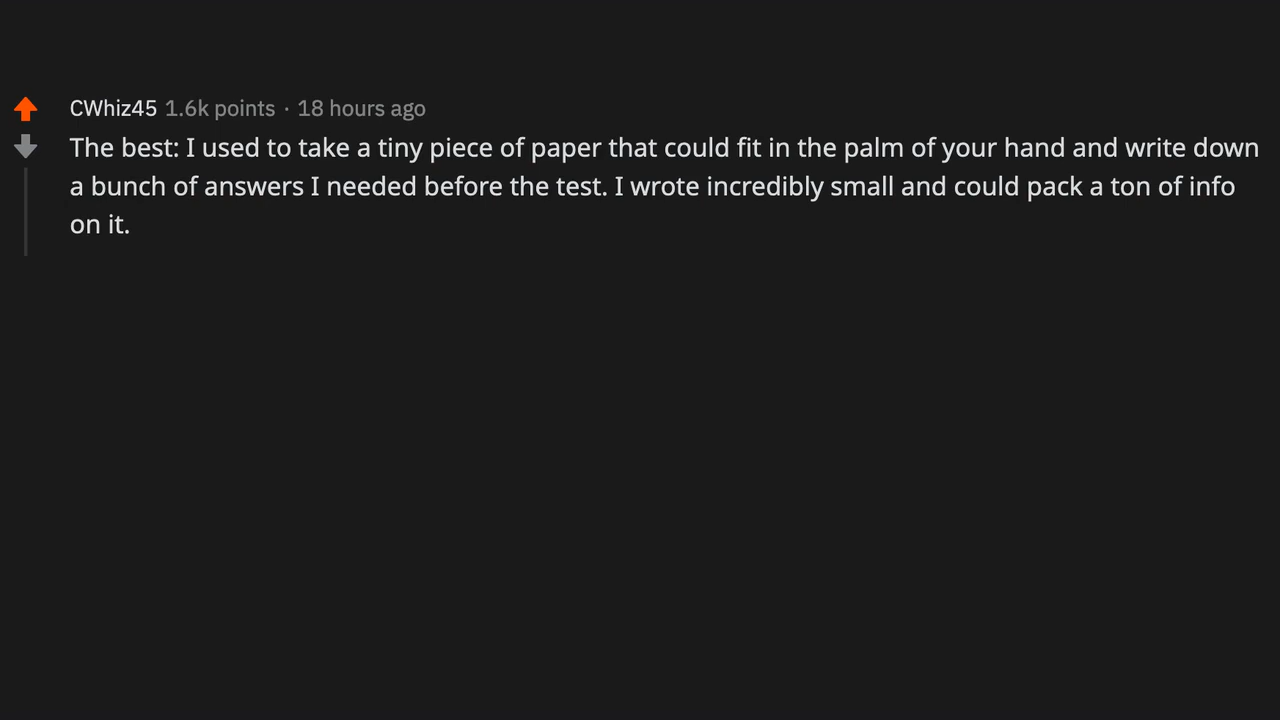 CWhiz45 1.6k points · 18 hours ago
The best: I used to take a tiny piece of paper that could fit in the palm of your hand and write down
a bunch of answers I needed before the test. I wrote incredibly small and could pack a ton of info
on it.